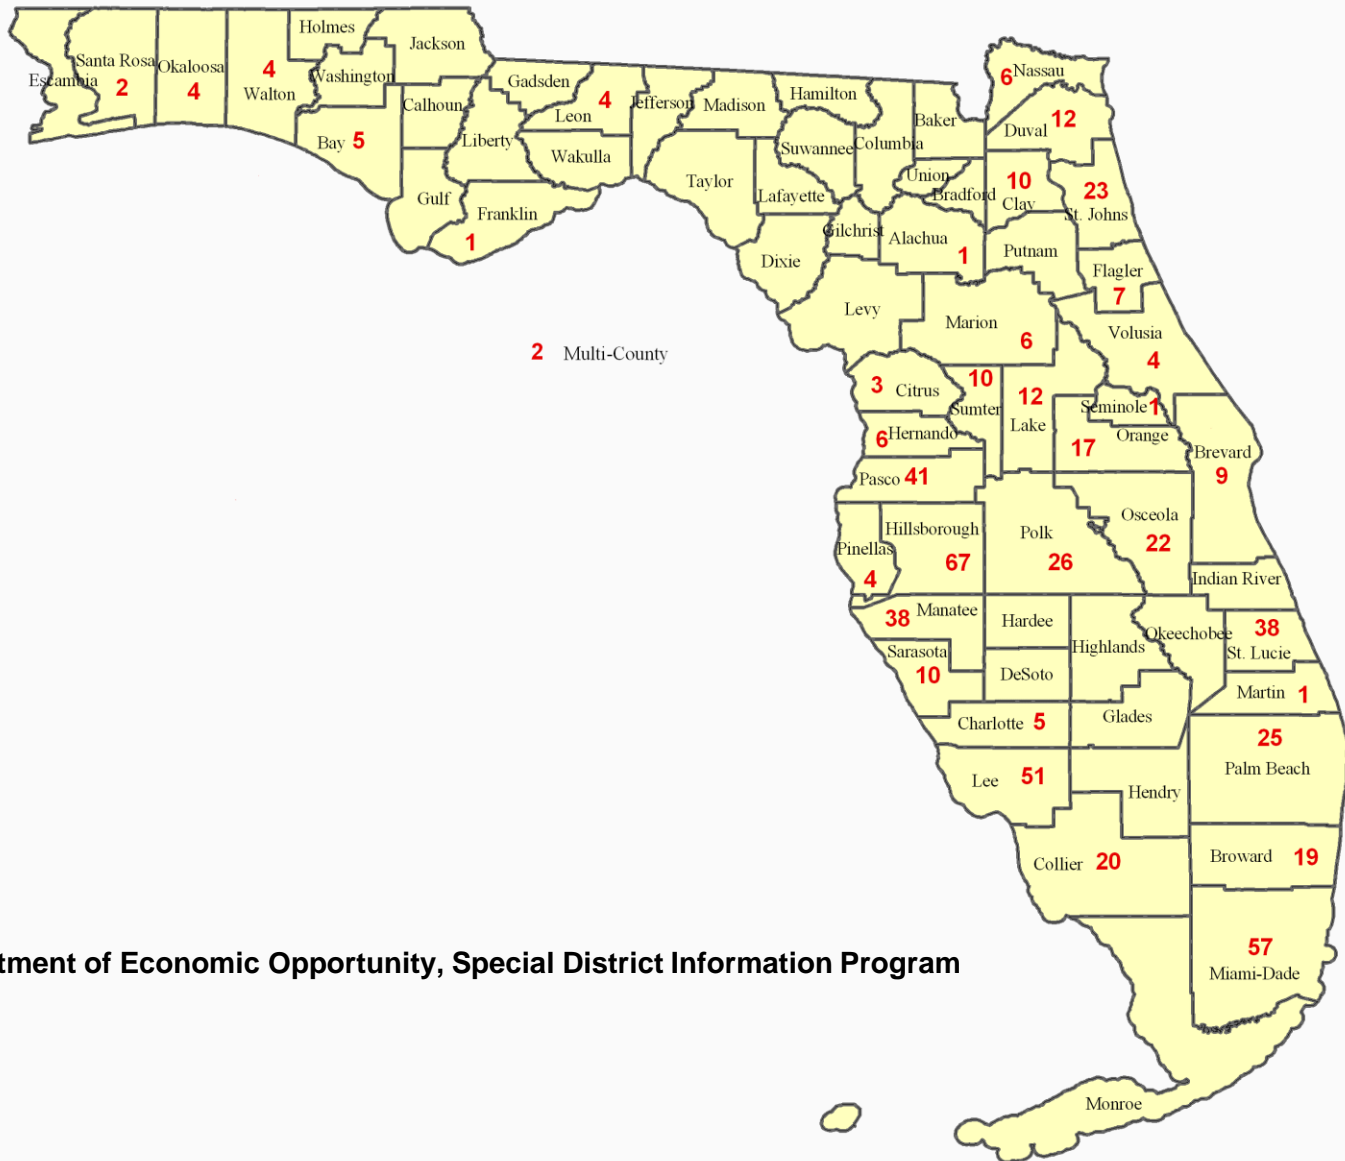 Holmes
Jackson
Santa Rosa
Okaloosa
4
Escambia
2
4
Walton
Washington
Gadsden
4
Calhoun
Leon
Jefferson
Madison
Hamilton
6 Nassau
12
Duval
Baker
Bay 5
Liberty
Wakulla
Suwannee
Columbia
Taylor
Lafayette
Union
Bradford
10
Clay
23
St. Johns
Gulf
Franklin
1
Gilchrist
Alachua
1
Putnam
Dixie
Flagler
7
Levy
Marion
6
Volusia
4
2 Multi-County
3 Citrus
10
Sumter
12
Lake
Seminole 1
Orange
17
6 Hernando
Brevard
9
Pasco 41
Pinellas
4
Hillsborough
67
Polk
26
Osceola
22
Indian River
38 Manatee
Hardee
Highlands
Okeechobee
38
St. Lucie
Sarasota
10
DeSoto
Martin 1
Charlotte 5
Glades
25
Palm Beach
Lee 51
Hendry
Collier 20
Broward 19
57
Miami-Dade
tment of Economic Opportunity, Special District Information Program
Monroe